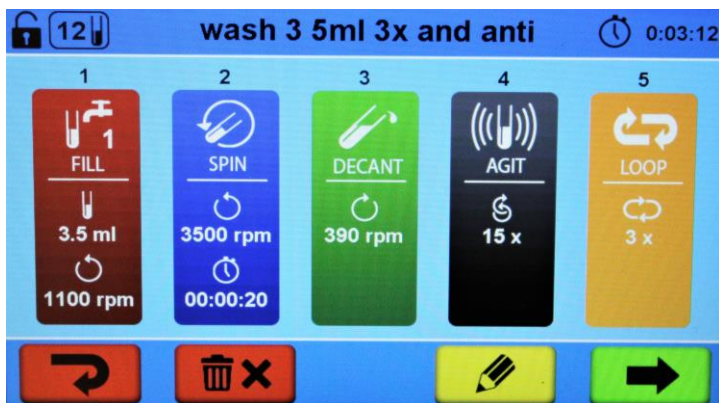 12 wash 3 5ml 3x and anti 0:03:12
1 2 3 4 5
1
FILL SPIN DECANT AGIT LOOP
3.5 ml 3500 rpm 390 rpm 15 x 3 x
1100 rpm 00:00:20